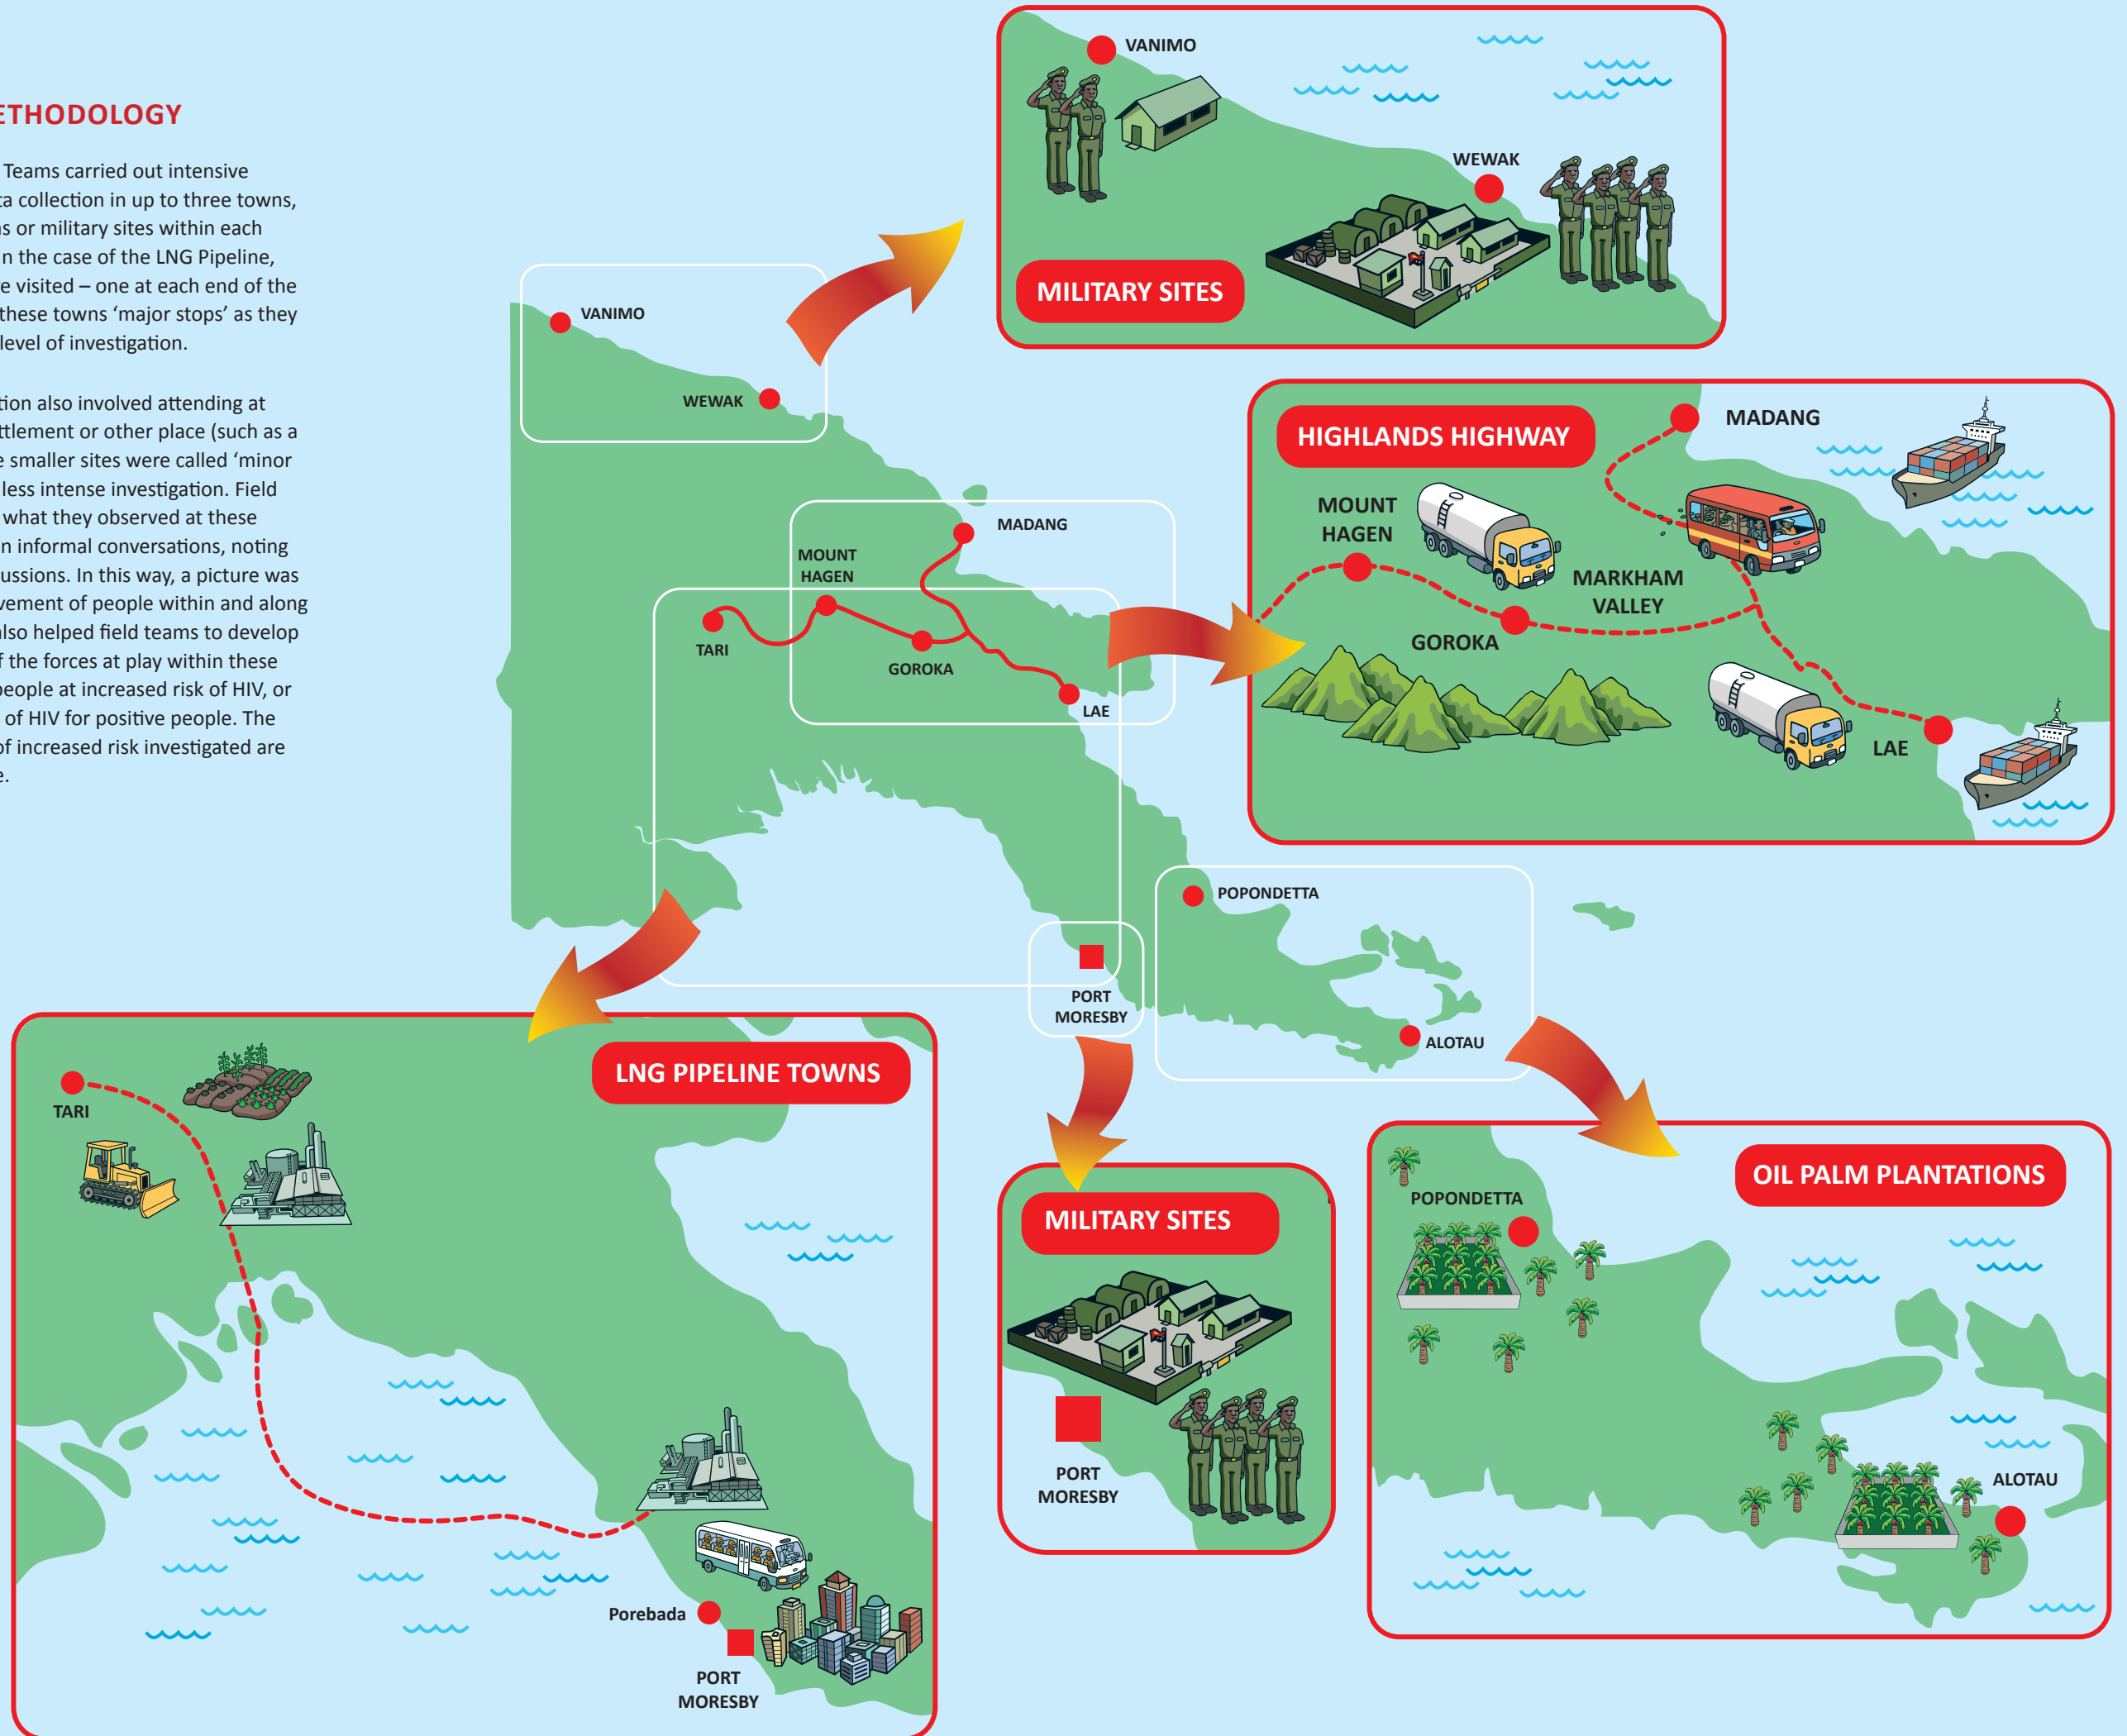 ETHODOLOGY
Teams carried out intensive
ta collection in up to three towns,
ns or military sites within each
n the case of the LNG Pipeline,
re visited – one at each end of the
these towns ‘major stops’ as they
level of investigation.
tion also involved attending at
ttlement or other place (such as a
e smaller sites were called ‘minor
less intense investigation. Field
what they observed at these
n informal conversations, noting
ussions. In this way, a picture was
vement of people within and along
also helped field teams to develop
f the forces at play within these
people at increased risk of HIV, or
of HIV for positive people. The
of increased risk investigated are
e.
VANIMO
WEWAK
MILITARY SITES
VANIMO
WEWAK
MADANG
MOUNT
HAGEN
TARI
GOROKA
LAE
POPONDETTA
PORT
MORESBY
ALOTAU
HIGHLANDS HIGHWAY
MADANG
MOUNT
HAGEN
MARKHAM
VALLEY
GOROKA
LAE
LNG PIPELINE TOWNS
TARI
Porebada
PORT
MORESBY
MILITARY SITES
PORT
MORESBY
OIL PALM PLANTATIONS
POPONDETTA
ALOTAU